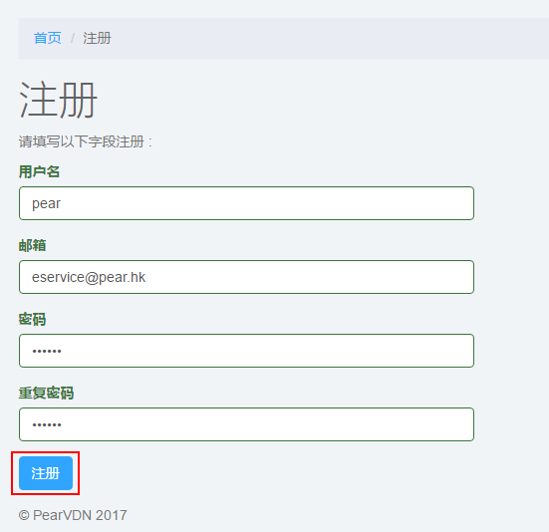 首页 / 注册
注册
请填写以下字段注册：
用户名
pear
邮箱
eservice@pear.hk
密码
••••••
重复密码
••••••
注册
© PearVDN 2017